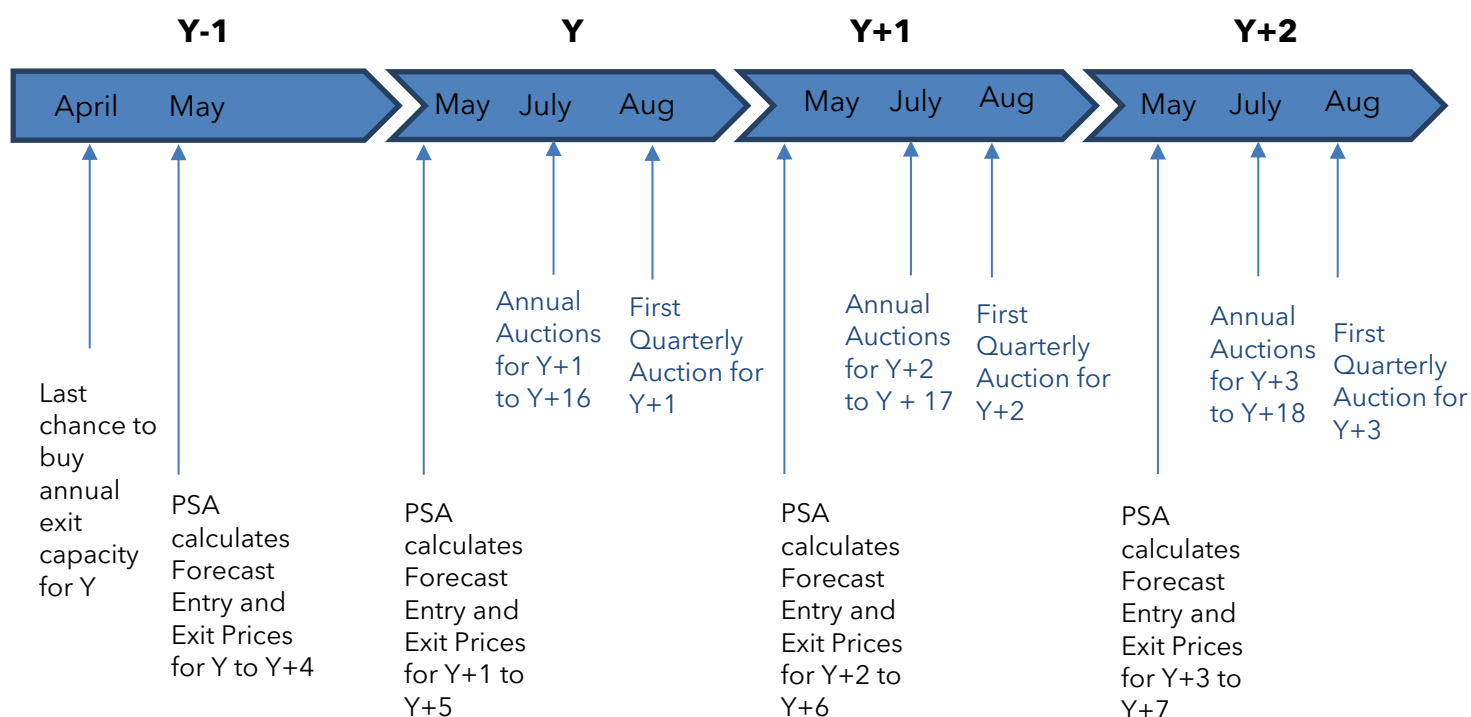 Y-1
Y
Y+1
Y+2
April
May
May
July
Aug
May
July
Aug
May
July
Aug
Last
chance to
buy
annual
exit
capacity
for Y
PSA
calculates
Forecast
Entry and
Exit Prices
for Y to Y+4
PSA
calculates
Forecast
Entry and
Exit Prices
for Y+1 to
Y+5
Annual
Auctions
for Y+1
to Y+16
First
Quarterly
Auction for
Y+1
PSA
calculates
Forecast
Entry and
Exit Prices
for Y+2 to
Y+6
Annual
Auctions
for Y+2
to Y + 17
First
Quarterly
Auction for
Y+2
PSA
calculates
Forecast
Entry and
Exit Prices
for Y+3 to
Y+7
Annual
Auctions
for Y+3
to Y+18
First
Quarterly
Auction for
Y+3